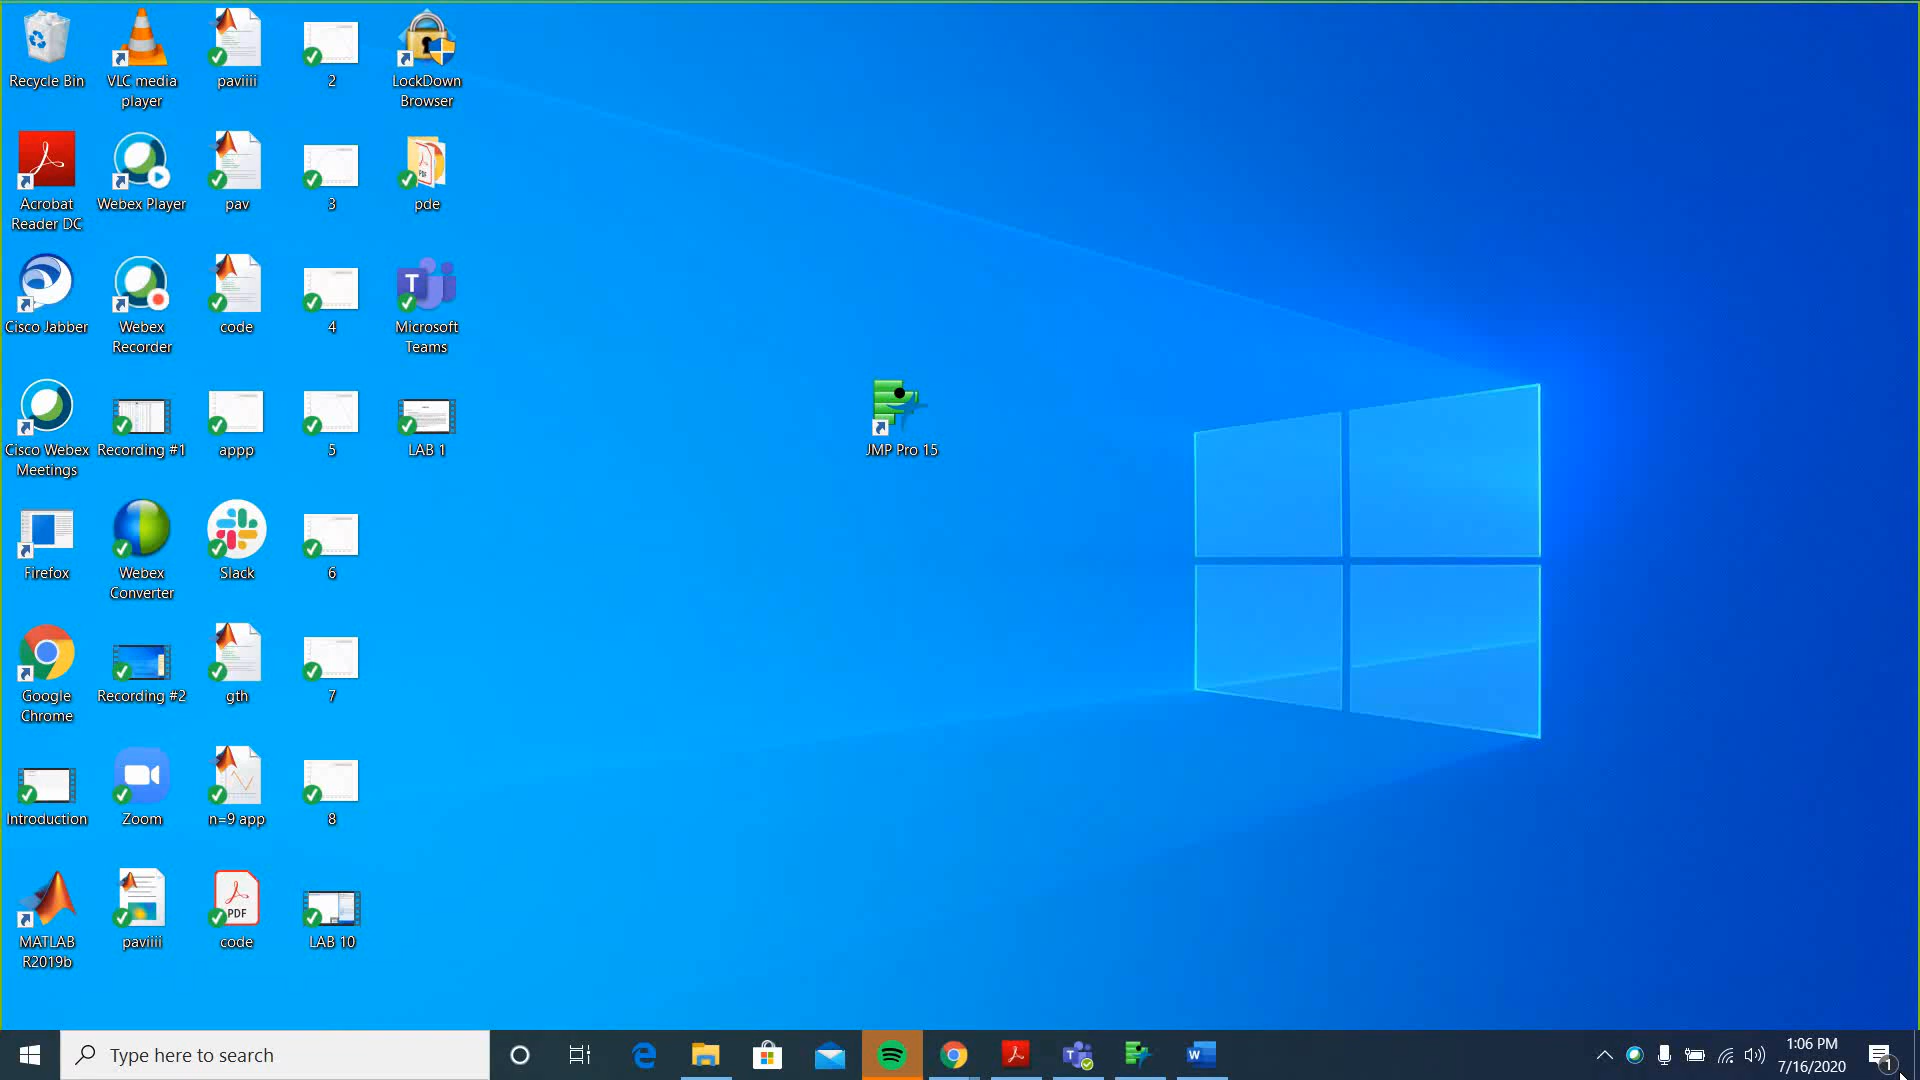 Recycle Bin
VLC media
player
paviiii
2
LockDown
Browser
Acrobat
Reader DC
Webex Player
pav
3
PDF
pde
Cisco Jabber
Webex
Recorder
code
4
T
Microsoft
Teams
Cisco Webex
Meetings
Recording #1
appp
5
LAB 1
JMP Pro 15
Firefox
Webex
Converter
Slack
6
Google
Chrome
Recording #2
gth
7
Introduction
Zoom
n=9 app
8
MATLAB
R2019b
paviiii
PDF
code
LAB 10
Type here to search
T
W
1:06 PM
7/16/2020
1